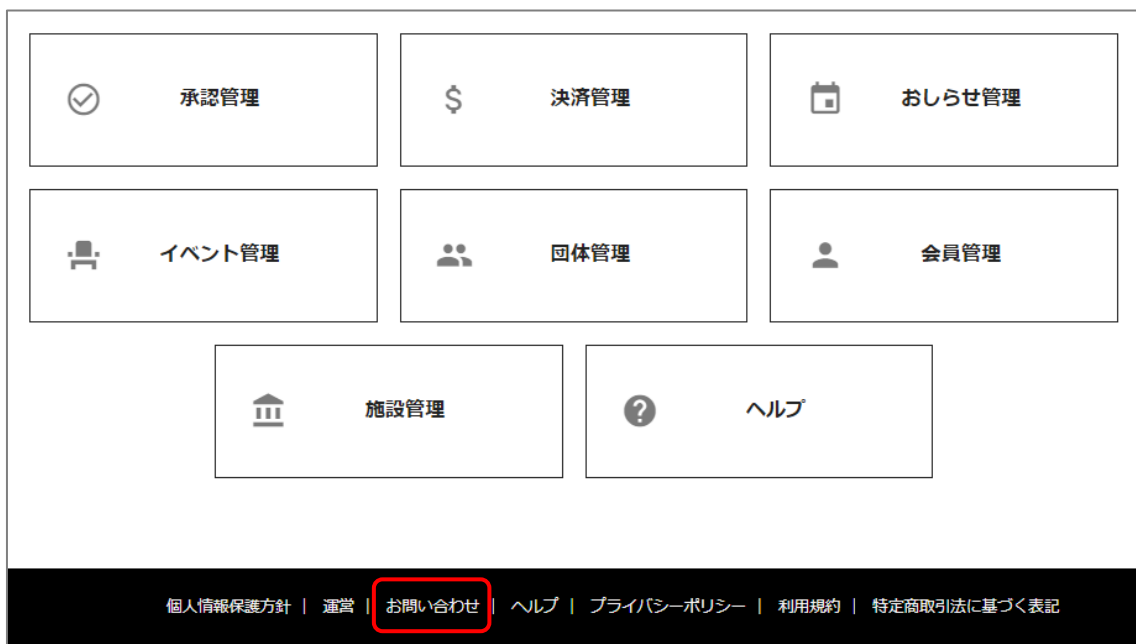 承認管理
決済管理
おしらせ管理
イベント管理
団体管理
会員管理
施設管理
ヘルプ
個人情報保護方針 | 運営 | お問い合わせ | ヘルプ | プライバシーポリシー | 利用規約 | 特定商取引法に基づく表記